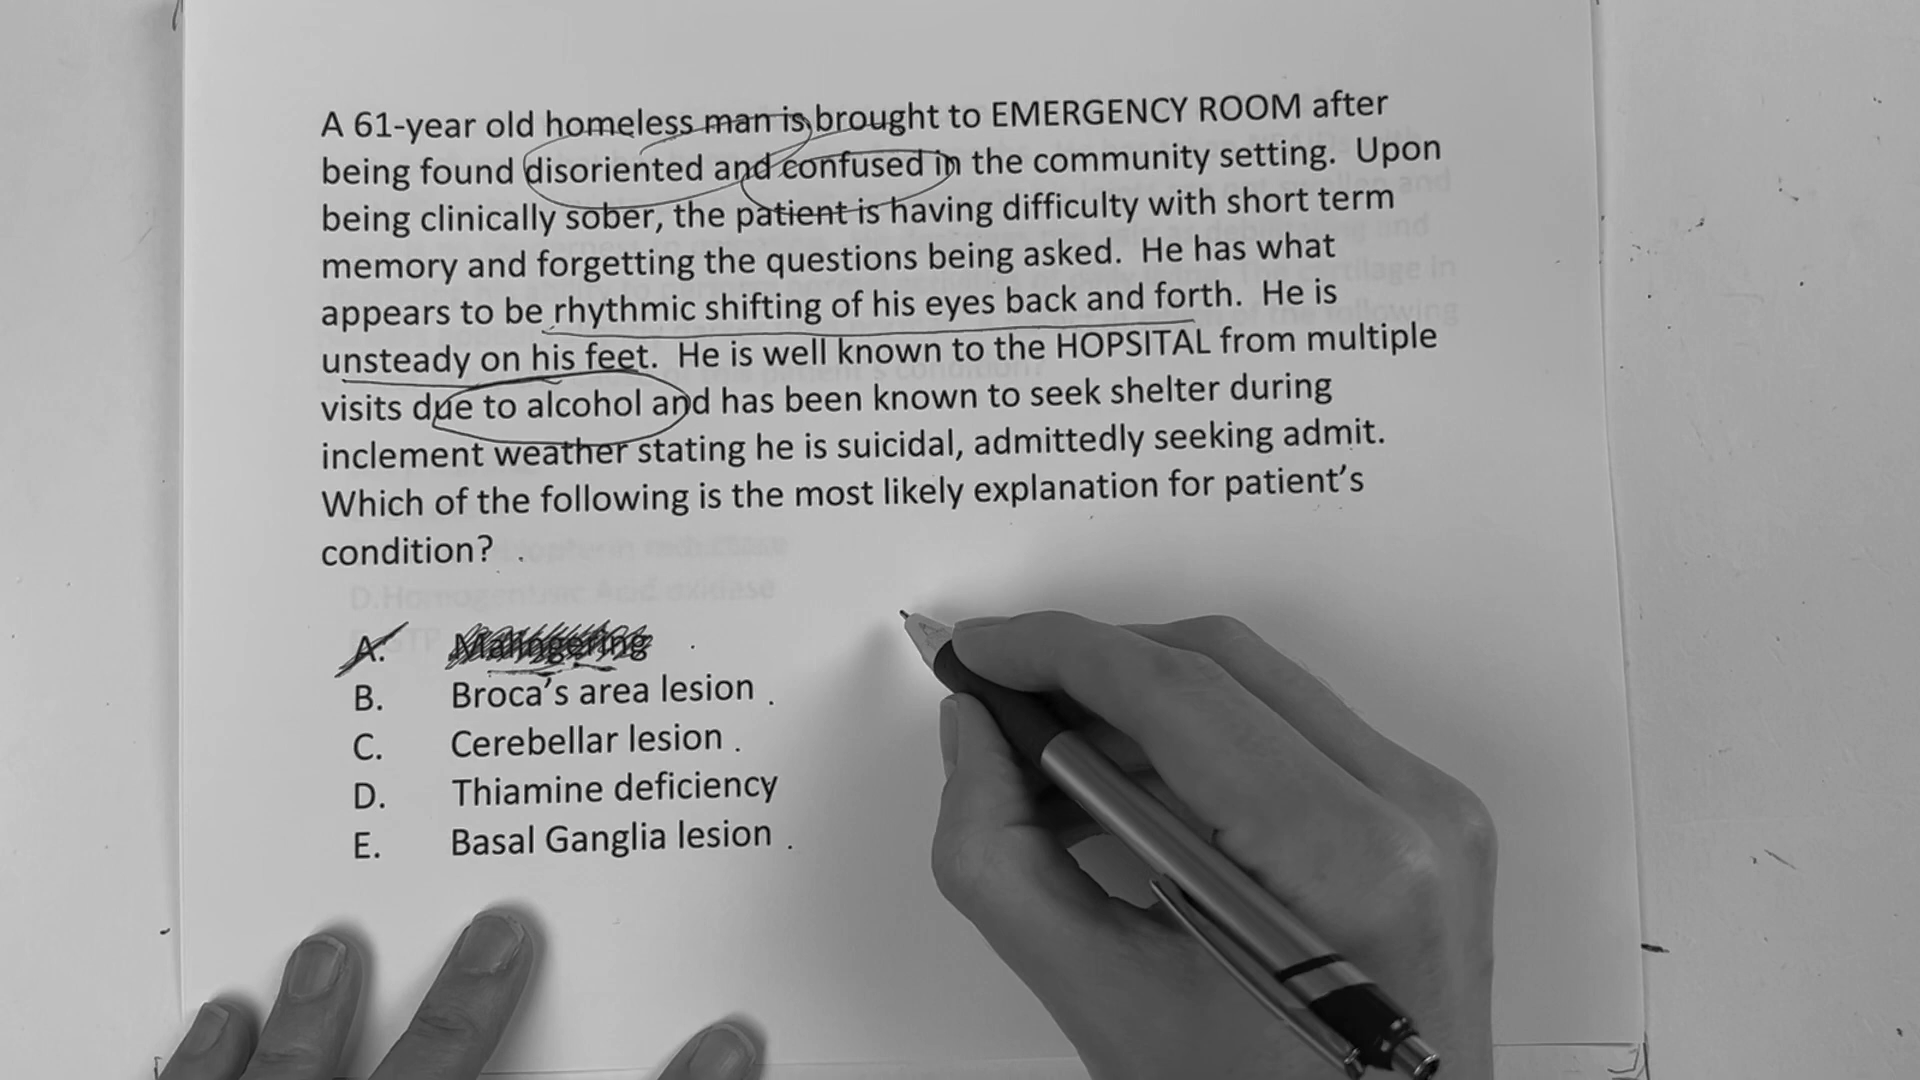 A 61-year old homeless man is brought to EMERGENCY ROOM after
being found disoriented and confused in the community setting. Upon
being clinically sober, the patient is having difficulty with short term
memory and forgetting the questions being asked. He has what
appears to be rhythmic shifting of his eyes back and forth. He is
unsteady on his feet. He is well known to the HOPSITAL from multiple
visits due to alcohol and has been known to seek shelter during
inclement weather stating he is suicidal, admittedly seeking admit.
Which of the following is the most likely explanation for patient's
condition?
A. Malingering
B. Broca's area lesion
C. Cerebellar lesion
D. Thiamine deficiency
E. Basal Ganglia lesion